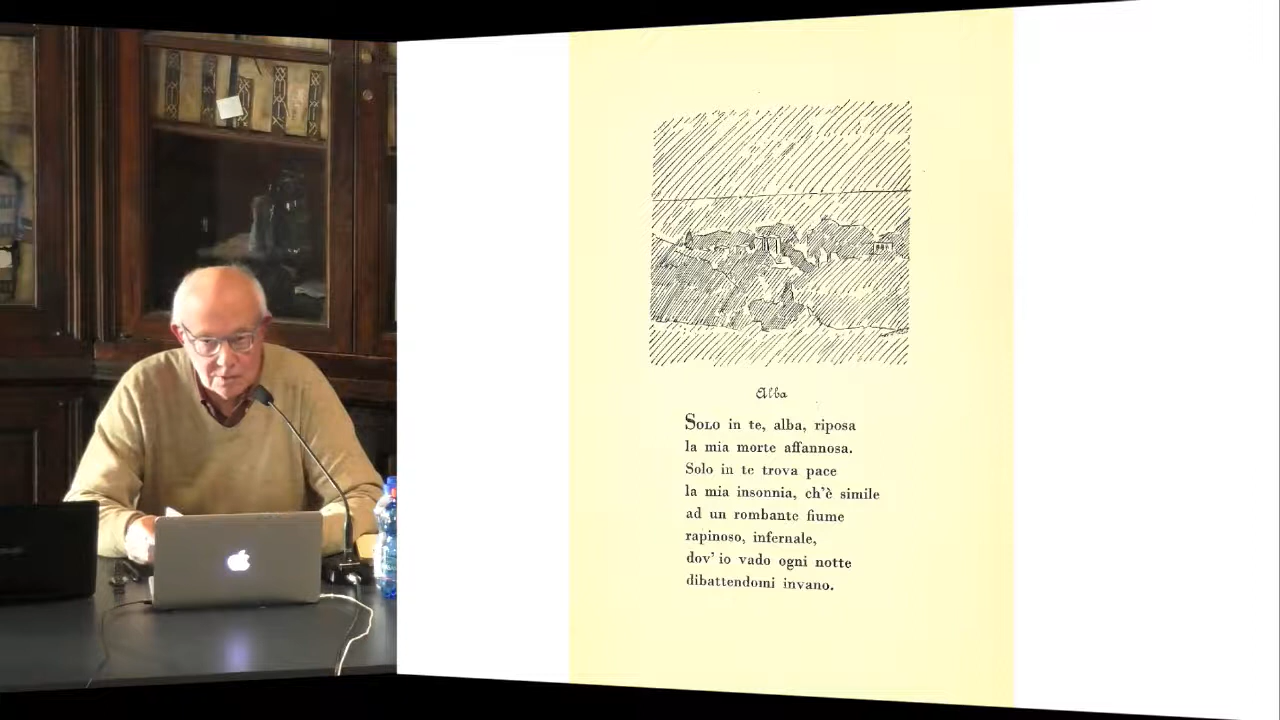 Alba
SOLO in te, alba, riposa
la mia morte affannosa.
Solo in te trova pace
la mia insonnia, ch'è simile
ad un rombante fiume
rapinoso, infernale,
dov' io vado ogni notte
dibattendomi invano.